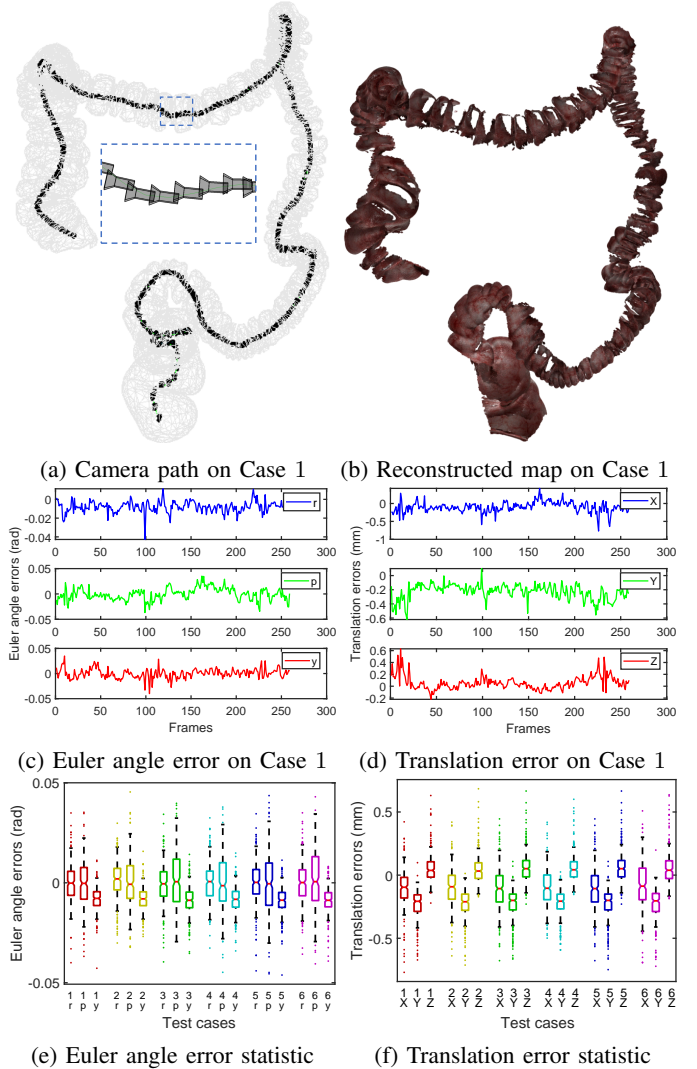 (a) Camera path on Case 1
(b) Reconstructed map on Case 1
Euler angle errors (rad)
0
-0.02
-0.04
0 50 100 150 200 250 300
r
0.05
0
-0.05
0 50 100 150 200 250 300
p
0.05
0
-0.05
0 50 100 150 200 250 300
y
Frames
Translation errors (mm)
0
-0.5
-1
0 50 100 150 200 250 300
X
0
-0.2
-0.4
-0.6
0 50 100 150 200 250 300
Y
0.6
0.4
0.2
0
-0.2
0 50 100 150 200 250 300
Z
Frames
(c) Euler angle error on Case 1
(d) Translation error on Case 1
Euler angle errors (rad)
0.05
0
-0.05
1 1 1 2 2 2 3 3 3 4 4 4 5 5 5 6 6 6
r p y r p y r p y r p y r p y r p y
Test cases
Translation errors (mm)
0.5
0
-0.5
1 1 1 2 2 2 3 3 3 4 4 4 5 5 5 6 6 6
X Y Z X Y Z X Y Z X Y Z X Y Z X Y Z
Test cases
(e) Euler angle error statistic
(f) Translation error statistic